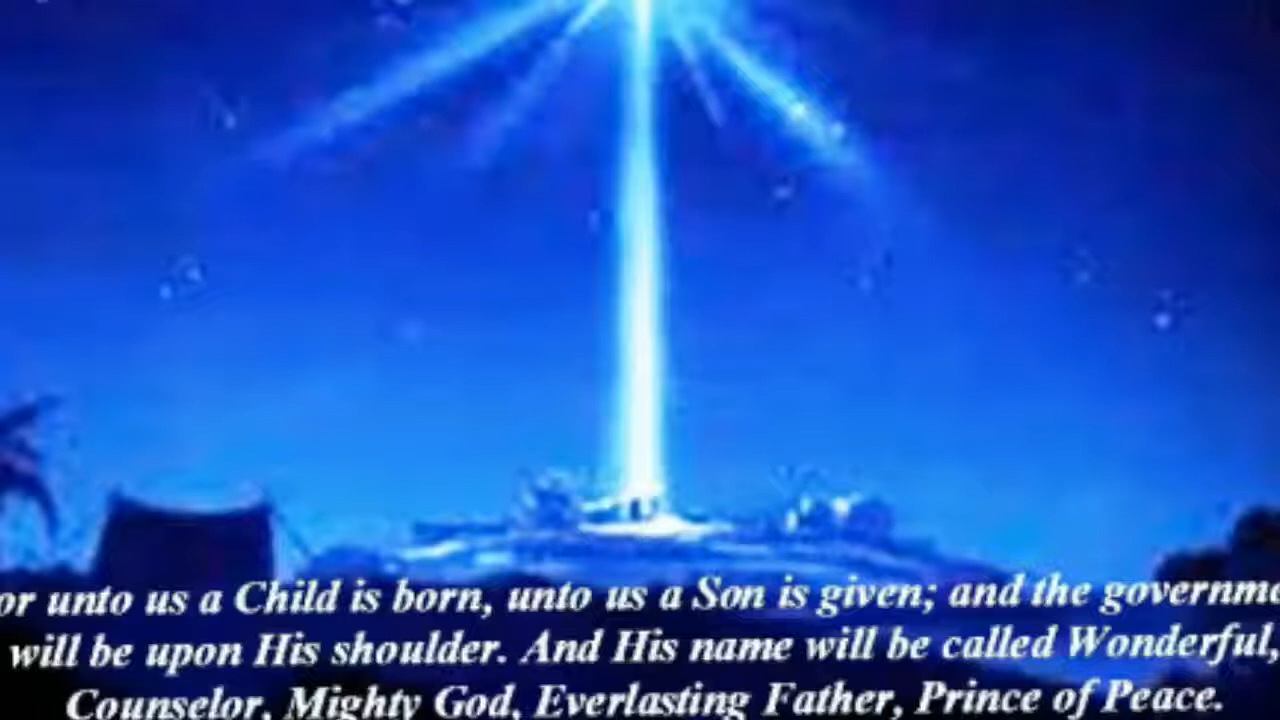 or unto us a Child is born, unto us a Son is given; and the governme
will be upon His shoulder. And His name will be called Wonderful,
Counselor, Mighty God, Everlasting Father, Prince of Peace.